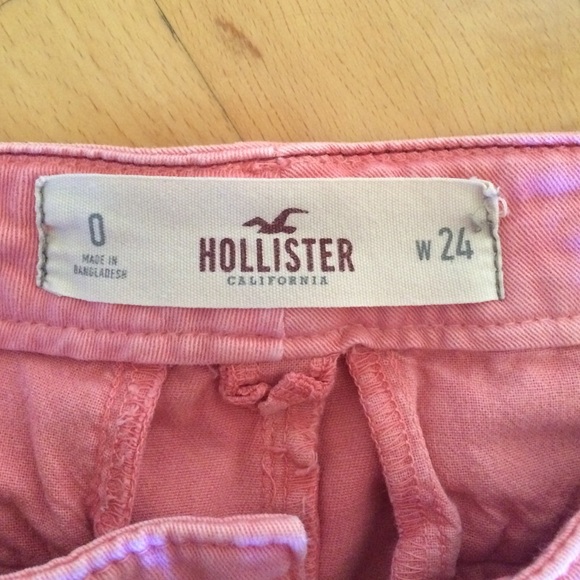 0
MADE IN
BANGLADESH
HOLLISTER
CALIFORNIA
W 24